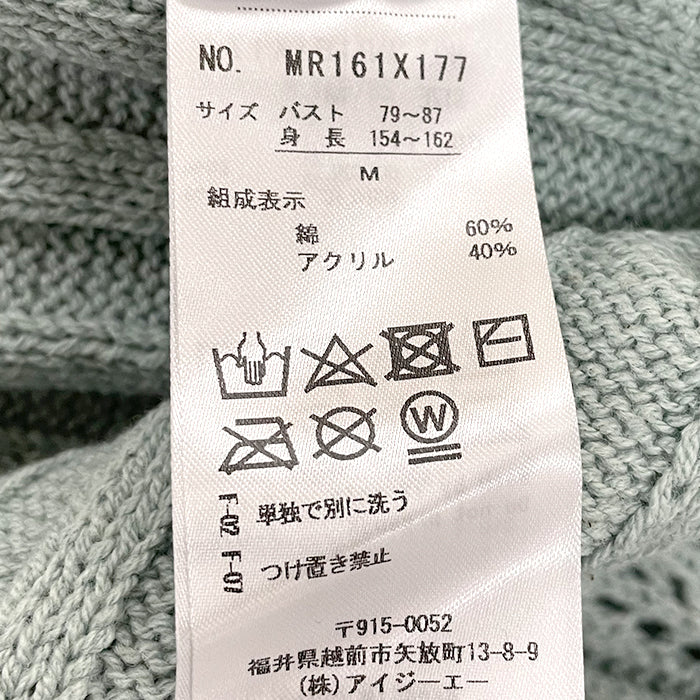 NO. MR161X177
サイズ バスト 79～87
身 長 154～162
M
組成表示
綿 60%
アクリル 40%
W
単独で別に洗う
つけ置き禁止
〒915-0052
福井県越前市矢放町13-8-9
(株)アイジーエー